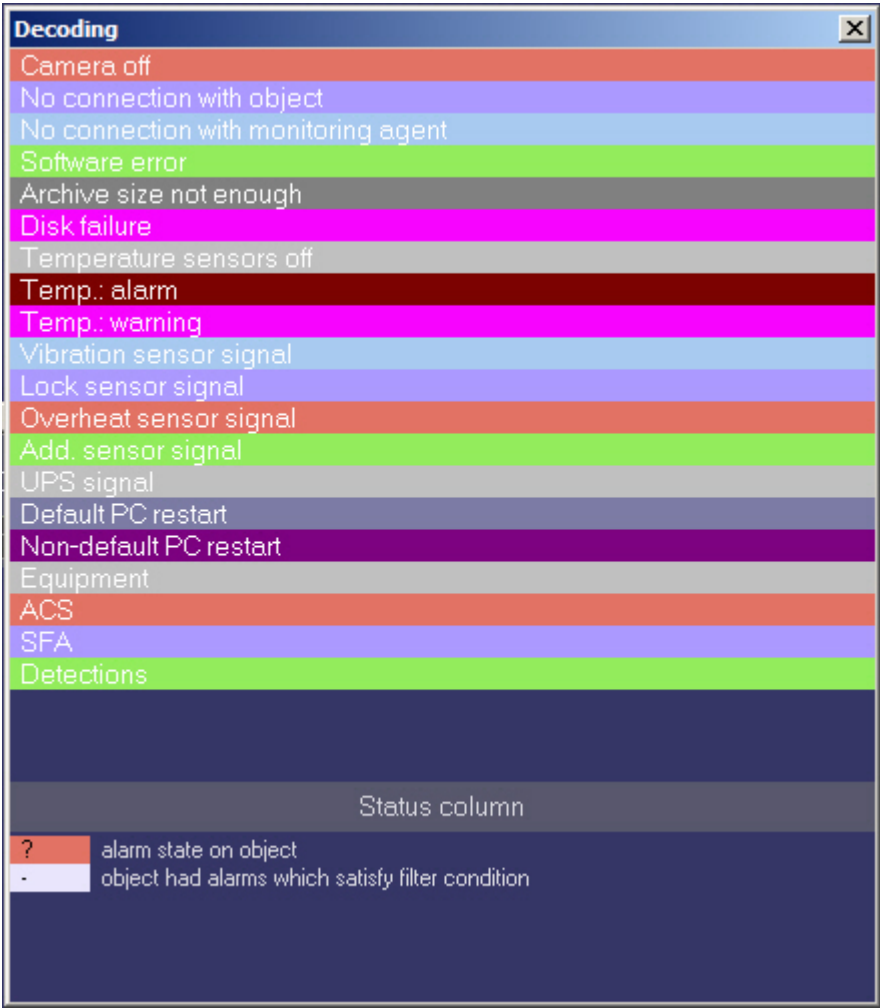 Decoding
Camera off
No connection with object
No connection with monitoring agent
Software error
Archive size not enough
Disk failure
Temperature sensors off
Temp.: alarm
Temp.: warning
Vibration sensor signal
Lock sensor signal
Overheat sensor signal
Add. sensor signal
UPS signal
Default PC restart
Non-default PC restart
Equipment
ACS
SFA
Detections
Status column
? alarm state on object
- object had alarms which satisfy filter condition